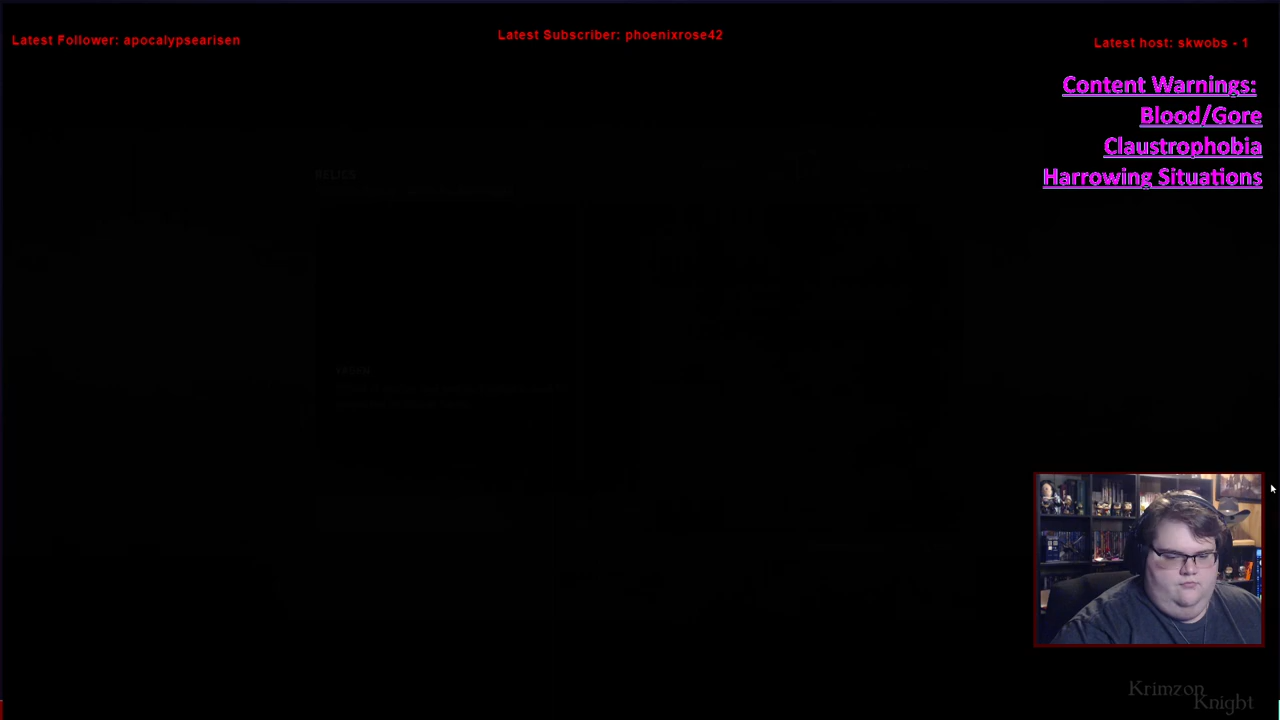 Latest Follower: apocalypsearisen
Latest Subscriber: phoenixrose42
Latest host: skwobs - 1
Content Warnings:
Blood/Gore
Claustrophobia
Harrowing Situations
RELICS
Krimzon
Knight